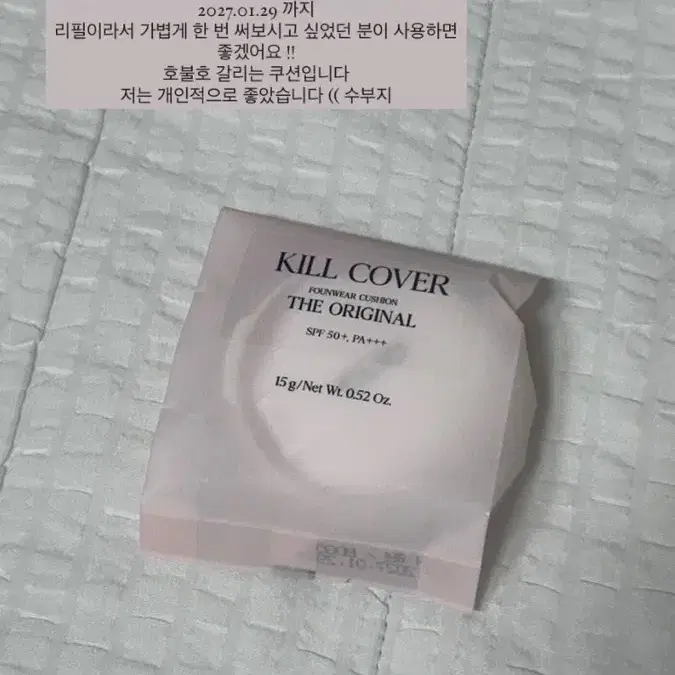 2027.01.29 까지
리필이라서 가볍게 한 번 써보시고 싶었던 분이 사용하면
좋겠어요 !!
호불호 갈리는 쿠션입니다
저는 개인적으로 좋았습니다 (( 수부지
KILL COVER
FOUNWEAR CUSHION
THE ORIGINAL
SPF 50+, PA+++
15 g/Net Wt. 0.52 Oz.